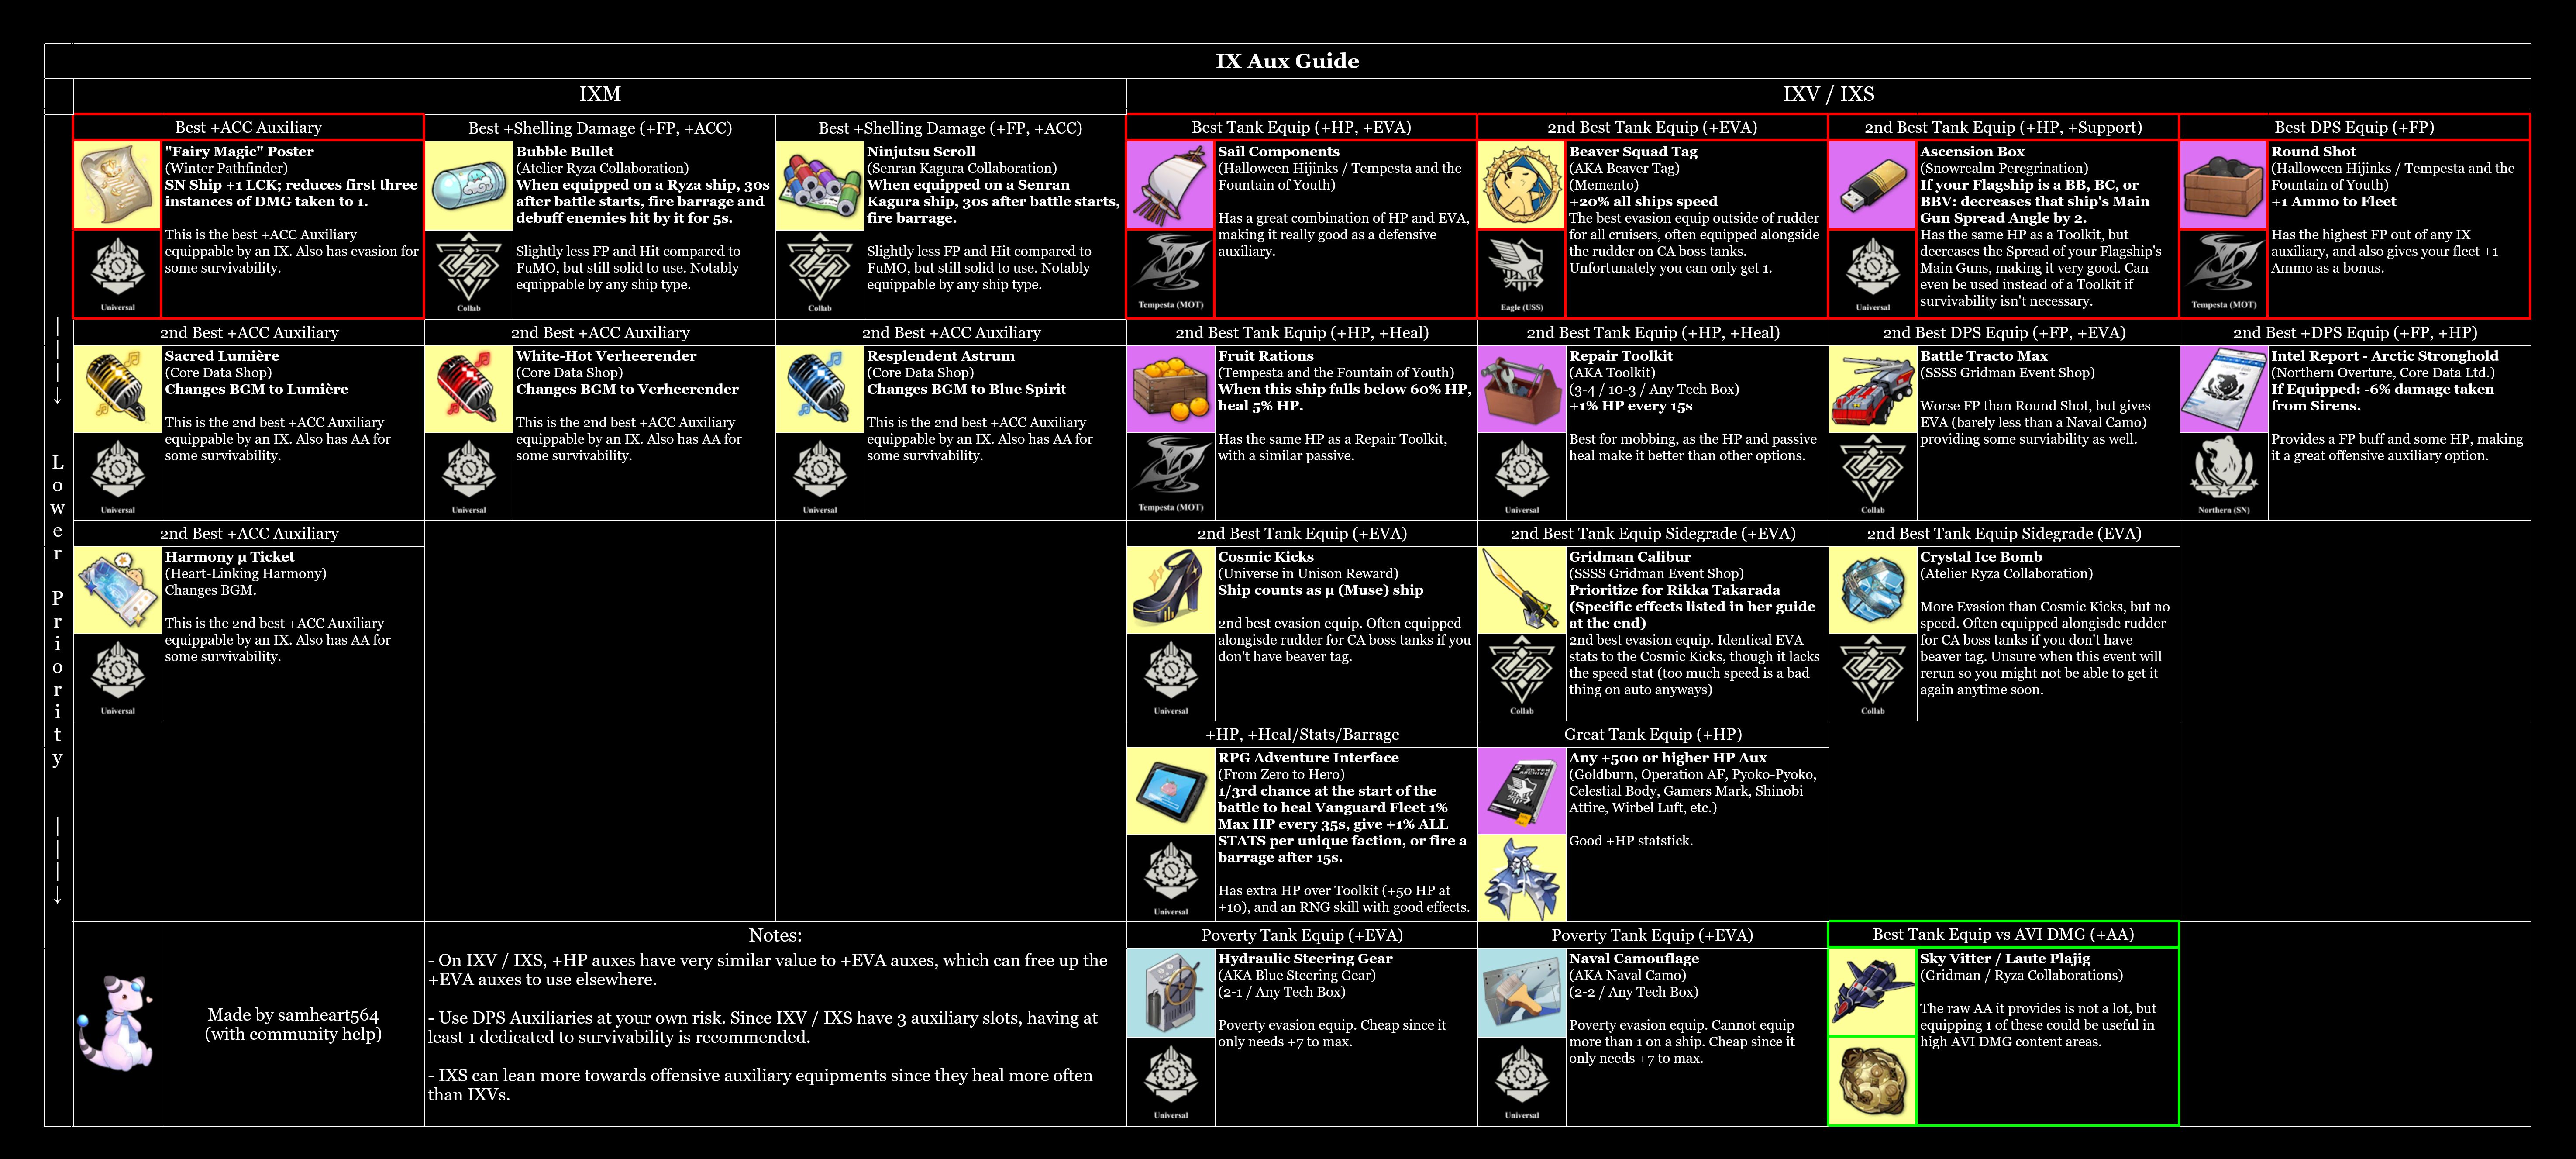 IX Aux Guide
IXM
IXV / IXS
Lower Priority
Best +ACC Auxiliary
"Fairy Magic" Poster
(Winter Pathfinder)
SN Ship +1 LCK; reduces first three
instances of DMG taken to 1.
This is the best +ACC Auxiliary
equippable by an IX. Also has evasion for
some survivability.
Universal
Best +Shelling Damage (+FP, +ACC)
Bubble Bullet
(Atelier Ryza Collaboration)
When equipped on a Ryza ship, 30s
after battle starts, fire barrage and
debuff enemies hit by it for 5s.
Slightly less FP and Hit compared to
FuMO, but still solid to use. Notably
equippable by any ship type.
Collab
Best +Shelling Damage (+FP, +ACC)
Ninjutsu Scroll
(Senran Kagura Collaboration)
When equipped on a Senran
Kagura ship, 30s after battle starts,
fire barrage.
Slightly less FP and Hit compared to
FuMO, but still solid to use. Notably
equippable by any ship type.
Collab
Best Tank Equip (+HP, +EVA)
Sail Components
(Halloween Hijinks / Tempesta and the
Fountain of Youth)
Has a great combination of HP and EVA,
making it really good as a defensive
auxiliary.
Tempesta (MOT)
2nd Best Tank Equip (+EVA)
Beaver Squad Tag
(AKA Beaver Tag)
(Memento)
+20% all ships speed
The best evasion equip outside of rudder
for all cruisers, often equipped alongside
the rudder on CA boss tanks.
Unfortunately you can only get 1.
Eagle (USS)
2nd Best Tank Equip (+HP, +Support)
Ascension Box
(Snowrealm Peregrination)
If your Flagship is a BB, BC, or
BBV: decreases that ship's Main
Gun Spread Angle by 2.
Has the same HP as a Toolkit, but
decreases the Spread of your Flagship's
Main Guns, making it very good. Can
even be used instead of a Toolkit if
survivability isn't necessary.
Universal
Best DPS Equip (+FP)
Round Shot
(Halloween Hijinks / Tempesta and the
Fountain of Youth)
+1 Ammo to Fleet
Has the highest FP out of any IX
auxiliary, and also gives your fleet +1
Ammo as a bonus.
Tempesta (MOT)
2nd Best +ACC Auxiliary
Sacred Lumière
(Core Data Shop)
Changes BGM to Lumière
This is the 2nd best +ACC Auxiliary
equippable by an IX. Also has AA for
some survivability.
Universal
2nd Best +ACC Auxiliary
White-Hot Verheerender
(Core Data Shop)
Changes BGM to Verheerender
This is the 2nd best +ACC Auxiliary
equippable by an IX. Also has AA for
some survivability.
Universal
2nd Best +ACC Auxiliary
Resplendent Astrum
(Core Data Shop)
Changes BGM to Blue Spirit
This is the 2nd best +ACC Auxiliary
equippable by an IX. Also has AA for
some survivability.
Universal
2nd Best Tank Equip (+HP, +Heal)
Fruit Rations
(Tempesta and the Fountain of Youth)
When this ship falls below 60% HP,
heal 5% HP.
Has the same HP as a Repair Toolkit,
with a similar passive.
Tempesta (MOT)
2nd Best Tank Equip (+HP, +Heal)
Repair Toolkit
(AKA Toolkit)
(3-4 / 10-3 / Any Tech Box)
+1% HP every 15s
Best for mobbing, as the HP and passive
heal make it better than other options.
Universal
2nd Best DPS Equip (+FP, +EVA)
Battle Tracto Max
(SSSS Gridman Event Shop)
Worse FP than Round Shot, but gives
EVA (barely less than a Naval Camo)
providing some surviability as well.
Collab
2nd Best +DPS Equip (+FP, +HP)
Intel Report - Arctic Stronghold
(Northern Overture, Core Data Ltd.)
If Equipped: -6% damage taken
from Sirens.
Provides a FP buff and some HP, making
it a great offensive auxiliary option.
Northern (SN)
2nd Best +ACC Auxiliary
Harmony μ Ticket
(Heart-Linking Harmony)
Changes BGM.
This is the 2nd best +ACC Auxiliary
equippable by an IX. Also has AA for
some survivability.
Universal
2nd Best Tank Equip (+EVA)
Cosmic Kicks
(Universe in Unison Reward)
Ship counts as μ (Muse) ship
2nd best evasion equip. Often equipped
alongisde rudder for CA boss tanks if you
don't have beaver tag.
Universal
2nd Best Tank Equip Sidegrade (+EVA)
Gridman Calibur
(SSSS Gridman Event Shop)
Prioritize for Rikka Takarada
(Specific effects listed in her guide
at the end)
2nd best evasion equip. Identical EVA
stats to the Cosmic Kicks, though it lacks
the speed stat (too much speed is a bad
thing on auto anyways)
Collab
2nd Best Tank Equip Sidegrade (EVA)
Crystal Ice Bomb
(Atelier Ryza Collaboration)
More Evasion than Cosmic Kicks, but no
speed. Often equipped alongisde rudder
for CA boss tanks if you don't have
beaver tag. Unsure when this event will
rerun so you might not be able to get it
again anytime soon.
Collab
+HP, +Heal/Stats/Barrage
RPG Adventure Interface
(From Zero to Hero)
1/3rd chance at the start of the
battle to heal Vanguard Fleet 1%
Max HP every 35s, give +1% ALL
STATS per unique faction, or fire a
barrage after 15s.
Has extra HP over Toolkit (+50 HP at
+10), and an RNG skill with good effects.
Universal
Great Tank Equip (+HP)
Any +500 or higher HP Aux
(Goldburn, Operation AF, Pyoko-Pyoko,
Celestial Body, Gamers Mark, Shinobi
Attire, Wirbel Luft, etc.)
Good +HP statstick.
Made by samheart564
(with community help)
Notes:
- On IXV / IXS, +HP auxes have very similar value to +EVA auxes, which can free up the
+EVA auxes to use elsewhere.
- Use DPS Auxiliaries at your own risk. Since IXV / IXS have 3 auxiliary slots, having at
least 1 dedicated to survivability is recommended.
- IXS can lean more towards offensive auxiliary equipments since they heal more often
than IXVs.
Poverty Tank Equip (+EVA)
Hydraulic Steering Gear
(AKA Blue Steering Gear)
(2-1 / Any Tech Box)
Poverty evasion equip. Cheap since it
only needs +7 to max.
Universal
Poverty Tank Equip (+EVA)
Naval Camouflage
(AKA Naval Camo)
(2-2 / Any Tech Box)
Poverty evasion equip. Cannot equip
more than 1 on a ship. Cheap since it
only needs +7 to max.
Universal
Best Tank Equip vs AVI DMG (+AA)
Sky Vitter / Laute Plajig
(Gridman / Ryza Collaborations)
The raw AA it provides is not a lot, but
equipping 1 of these could be useful in
high AVI DMG content areas.